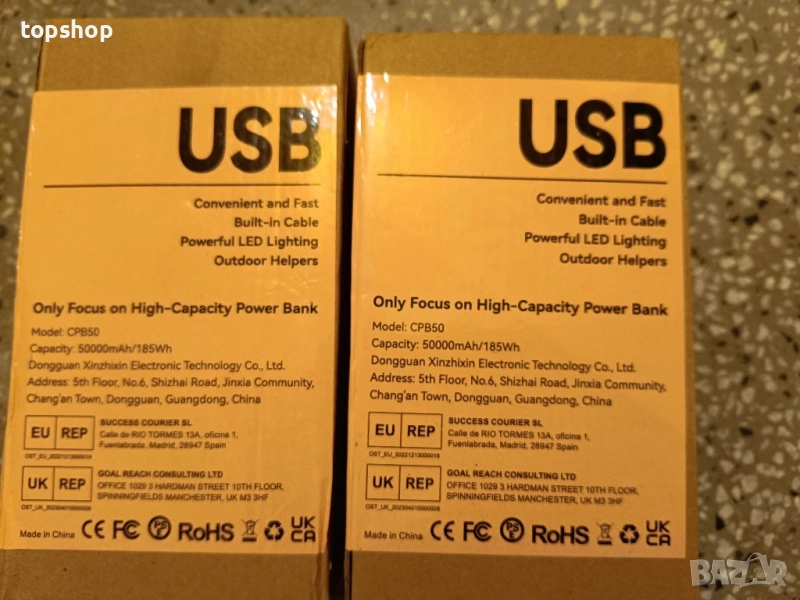 topshop
USB
Convenient and Fast
Built-in Cable
Powerful LED Lighting
Outdoor Helpers
Only Focus on High-Capacity Power Bank
Model: CPB50
Capacity: 50000mAh/185Wh
Dongguan Xinzhixin Electronic Technology Co., Ltd.
Address: 5th Floor, No.6, Shizhai Road, Jinxia Community,
Chang'an Town, Dongguan, Guangdong, China
EU REP
SUCCESS COURIER SL
Calle de RIO TORMES 13A, oficina 1,
Fuenlabrada, Madrid, 28947 Spain
OST_EU_20221213000019
UK REP
GOAL REACH CONSULTING LTD
OFFICE 1029 3 HARDMAN STREET 10TH FLOOR,
SPINNINGFIELDS MANCHESTER, UK M3 3HF
Made in China CE FC PSE RoHS UKCA
USB
Convenient and Fast
Built-in Cable
Powerful LED Lighting
Outdoor Helpers
Only Focus on High-Capacity Power Bank
Model: CPB50
Capacity: 50000mAh/185Wh
Dongguan Xinzhixin Electronic Technology Co., Ltd.
Address: 5th Floor, No.6, Shizhai Road, Jinxia Community,
Chang'an Town, Dongguan, Guangdong, China
EU REP
SUCCESS COURIER SL
Calle de RIO TORMES 13A, oficina 1,
Fuenlabrada, Madrid, 28947 Spain
OST_EU_20221213000019
UK REP
GOAL REACH CONSULTING LTD
OFFICE 1029 3 HARDMAN STREET 10TH FLOOR,
SPINNINGFIELDS MANCHESTER, UK M3 3HF
Made in China CE FC PSE RoHS UKCA
BAZAR